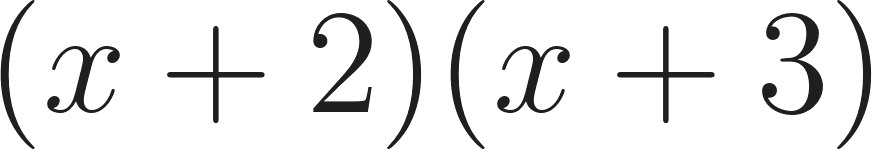 (x + 2)(x + 3)